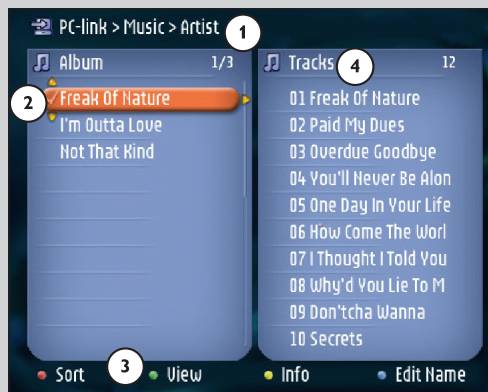 PC-link > Music > Artist
1
Album 1/3
Tracks 12
4
2
Freak Of Nature
I'm Outta Love
Not That Kind
01 Freak Of Nature
02 Paid My Dues
03 Overdue Goodbye
04 You'll Never Be Alon
05 One Day In Your Life
06 How Come The Worl
07 I Thought I Told You
08 Why'd You Lie To M
09 Don'tcha Wanna
10 Secrets
3
Sort
View
Info
Edit Name